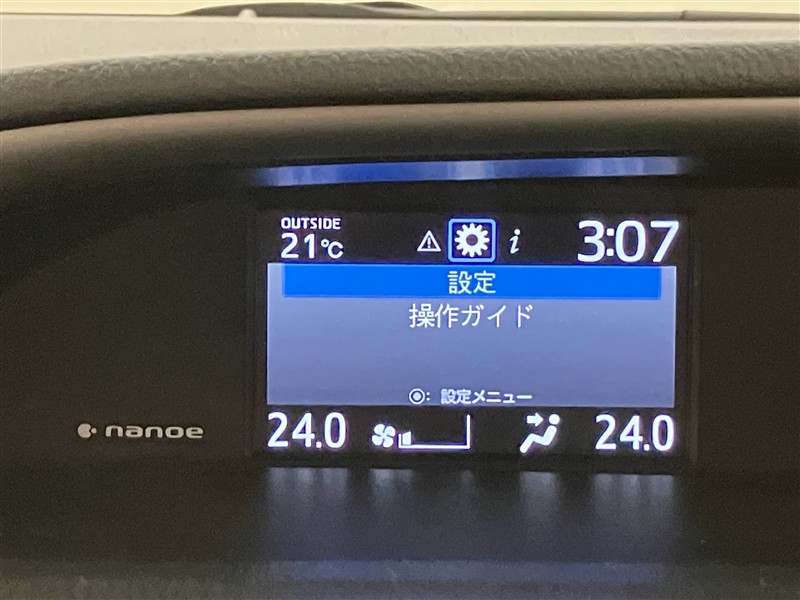 OUTSIDE
21℃
i
3:07
設定
操作ガイド
◎: 設定メニュー
24.0
24.0
nanoe